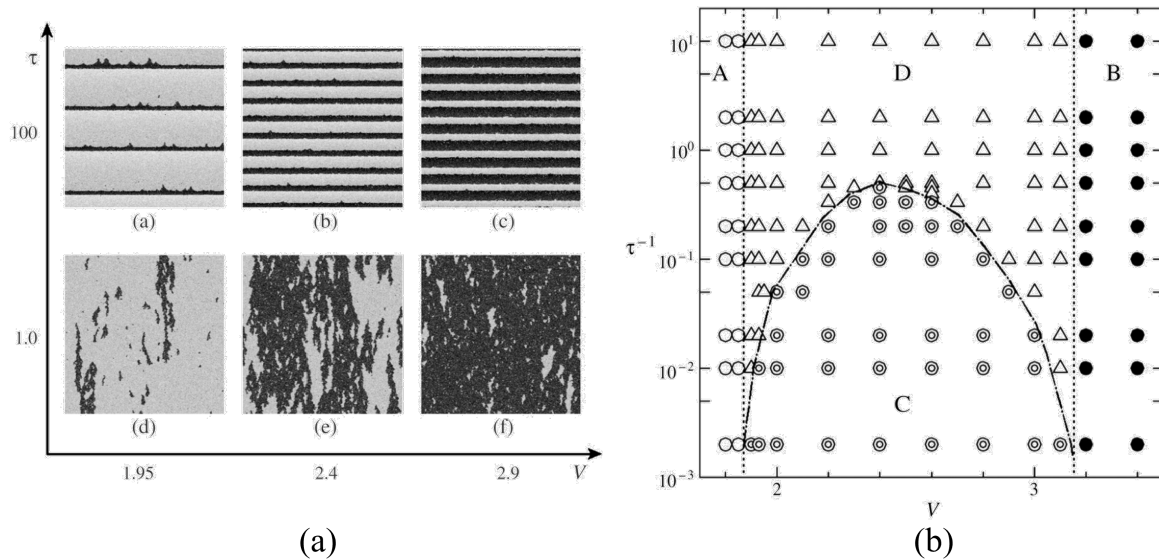 τ
100
(a)
(b)
(c)
1.0
(d)
(e)
(f)
1.95
2.4
2.9
V
(a)
10¹
10⁰
10⁻¹
10⁻²
10⁻³
τ⁻¹
A
D
B
C
2
3
V
(b)